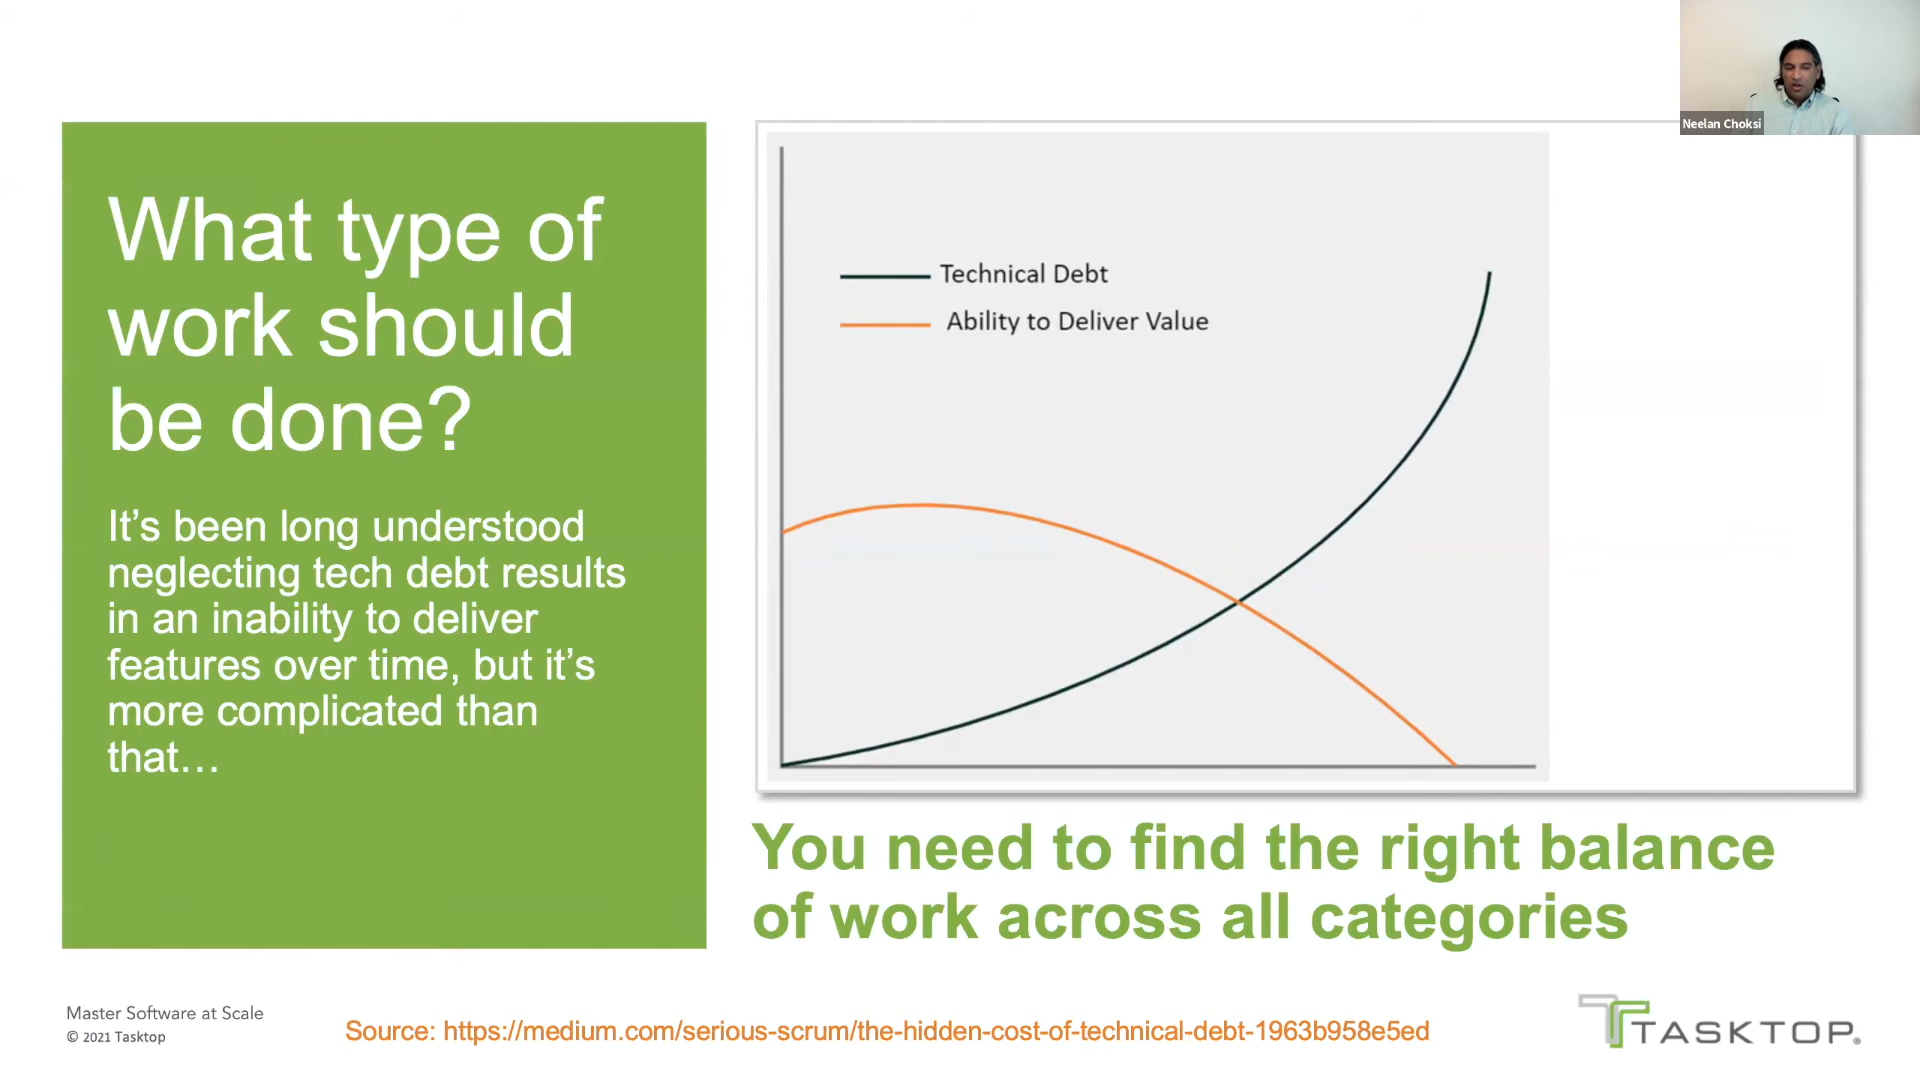 Neelan Choksi
What type of
work should
be done?
It’s been long understood
neglecting tech debt results
in an inability to deliver
features over time, but it’s
more complicated than
that…
Technical Debt
Ability to Deliver Value
You need to find the right balance
of work across all categories
Master Software at Scale
© 2021 Tasktop
Source: https://medium.com/serious-scrum/the-hidden-cost-of-technical-debt-1963b958e5ed
TASKTOP®